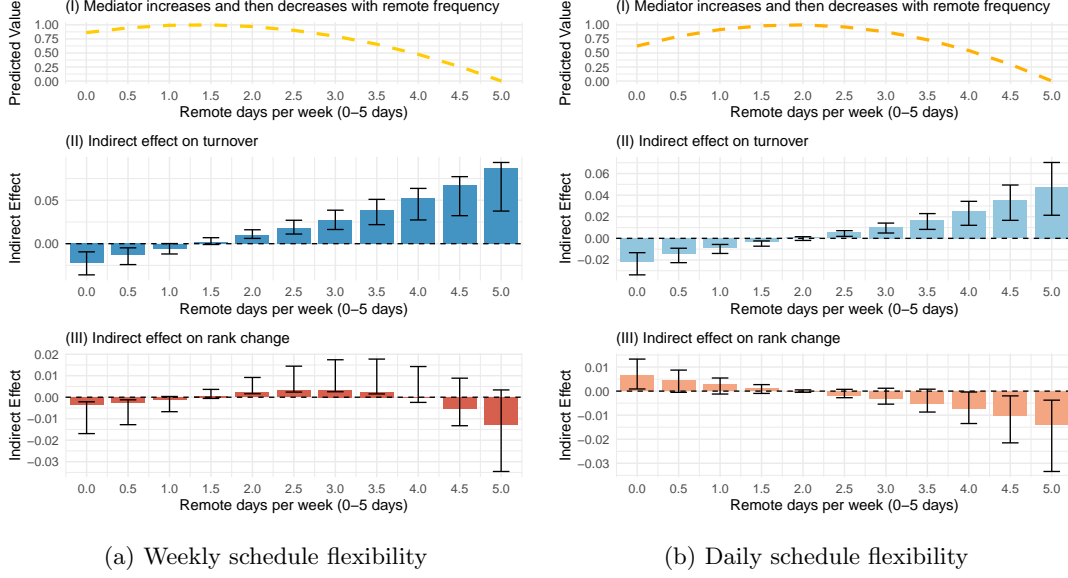 (I) Mediator increases and then decreases with remote frequency
Predicted Value
1.00
0.75
0.50
0.25
0.00
0.0 0.5 1.0 1.5 2.0 2.5 3.0 3.5 4.0 4.5 5.0
Remote days per week (0–5 days)
(II) Indirect effect on turnover
Indirect Effect
0.05
0.00
0.0 0.5 1.0 1.5 2.0 2.5 3.0 3.5 4.0 4.5 5.0
Remote days per week (0–5 days)
(III) Indirect effect on rank change
Indirect Effect
0.02
0.01
0.00
−0.01
−0.02
−0.03
0.0 0.5 1.0 1.5 2.0 2.5 3.0 3.5 4.0 4.5 5.0
Remote days per week (0–5 days)
(a) Weekly schedule flexibility
(I) Mediator increases and then decreases with remote frequency
Predicted Value
1.00
0.75
0.50
0.25
0.00
0.0 0.5 1.0 1.5 2.0 2.5 3.0 3.5 4.0 4.5 5.0
Remote days per week (0–5 days)
(II) Indirect effect on turnover
Indirect Effect
0.06
0.04
0.02
0.00
−0.02
0.0 0.5 1.0 1.5 2.0 2.5 3.0 3.5 4.0 4.5 5.0
Remote days per week (0–5 days)
(III) Indirect effect on rank change
Indirect Effect
0.01
0.00
−0.01
−0.02
−0.03
0.0 0.5 1.0 1.5 2.0 2.5 3.0 3.5 4.0 4.5 5.0
Remote days per week (0–5 days)
(b) Daily schedule flexibility